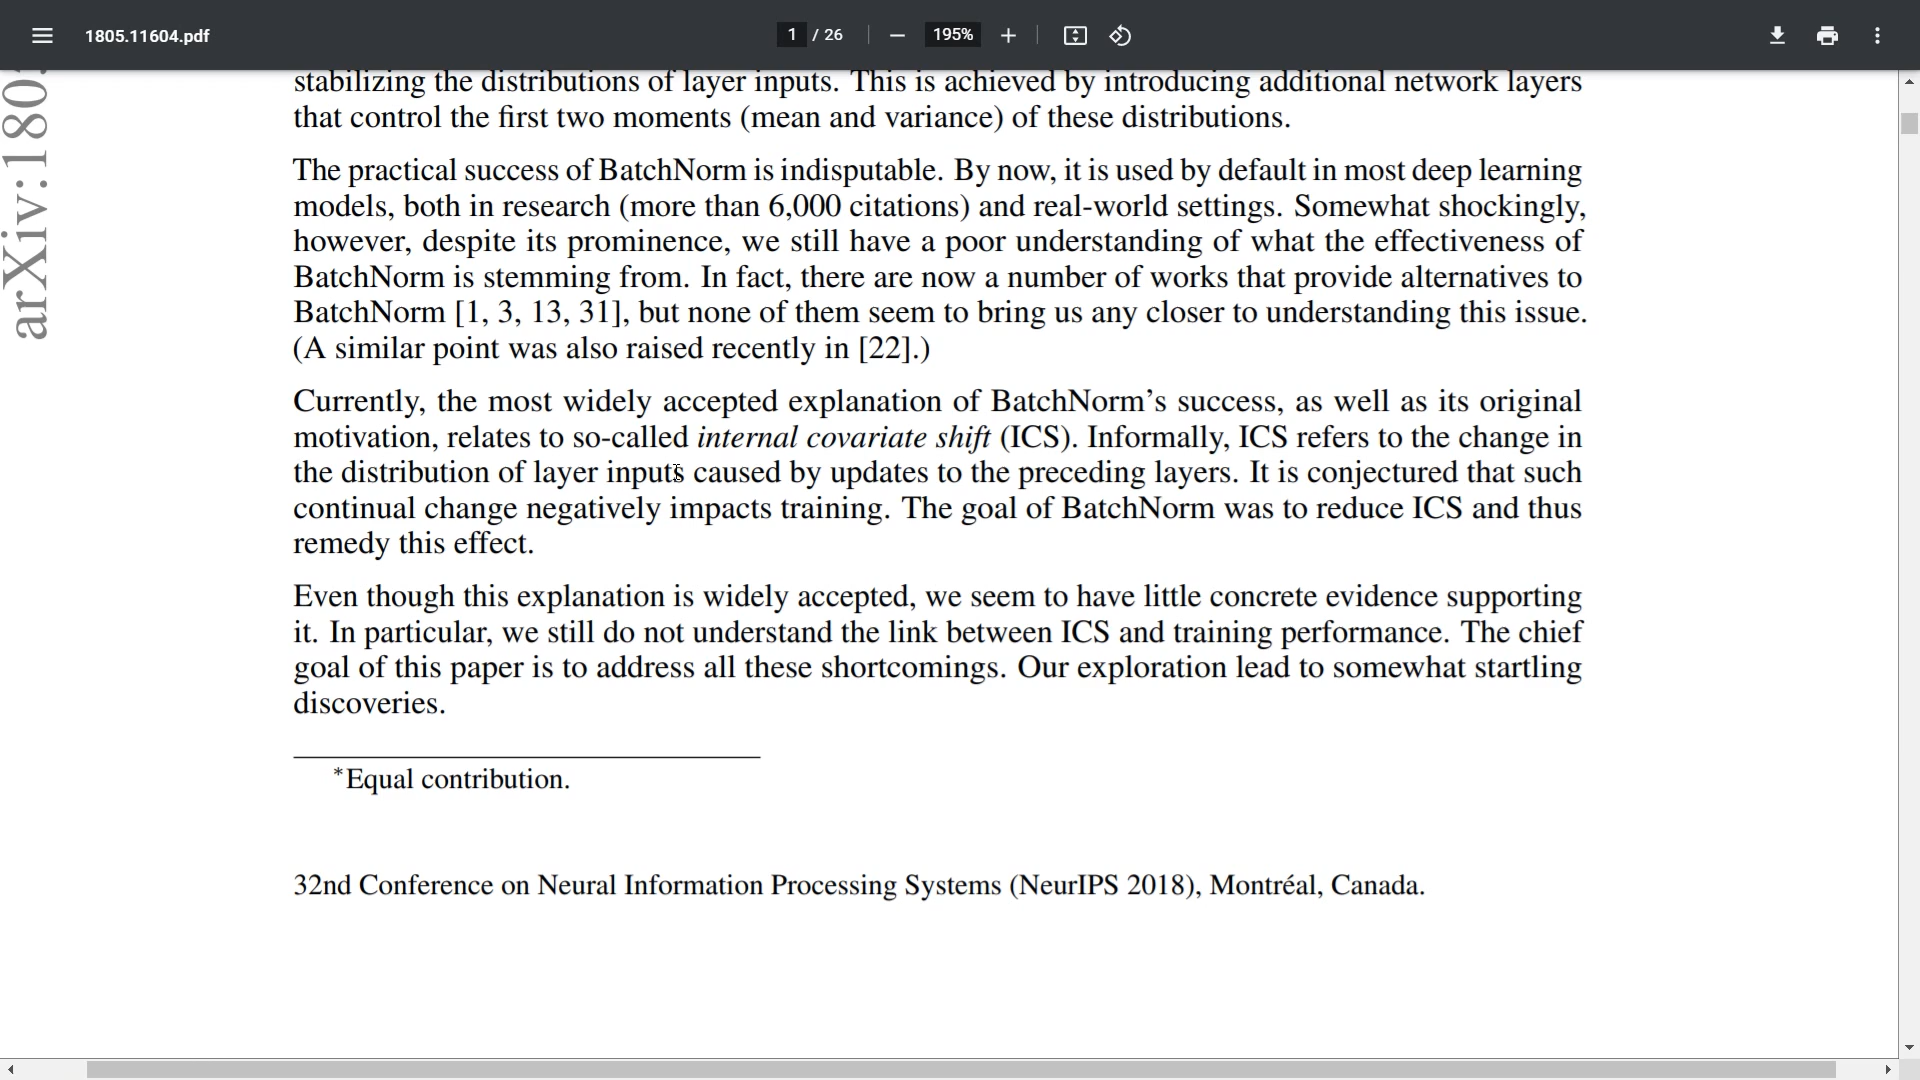 1805.11604.pdf
1 / 26
195%
arXiv:180
stabilizing the distributions of layer inputs. This is achieved by introducing additional network layers
that control the first two moments (mean and variance) of these distributions.
The practical success of BatchNorm is indisputable. By now, it is used by default in most deep learning
models, both in research (more than 6,000 citations) and real-world settings. Somewhat shockingly,
however, despite its prominence, we still have a poor understanding of what the effectiveness of
BatchNorm is stemming from. In fact, there are now a number of works that provide alternatives to
BatchNorm [1, 3, 13, 31], but none of them seem to bring us any closer to understanding this issue.
(A similar point was also raised recently in [22].)
Currently, the most widely accepted explanation of BatchNorm’s success, as well as its original
motivation, relates to so-called internal covariate shift (ICS). Informally, ICS refers to the change in
the distribution of layer inputs caused by updates to the preceding layers. It is conjectured that such
continual change negatively impacts training. The goal of BatchNorm was to reduce ICS and thus
remedy this effect.
Even though this explanation is widely accepted, we seem to have little concrete evidence supporting
it. In particular, we still do not understand the link between ICS and training performance. The chief
goal of this paper is to address all these shortcomings. Our exploration lead to somewhat startling
discoveries.
*Equal contribution.
32nd Conference on Neural Information Processing Systems (NeurIPS 2018), Montréal, Canada.